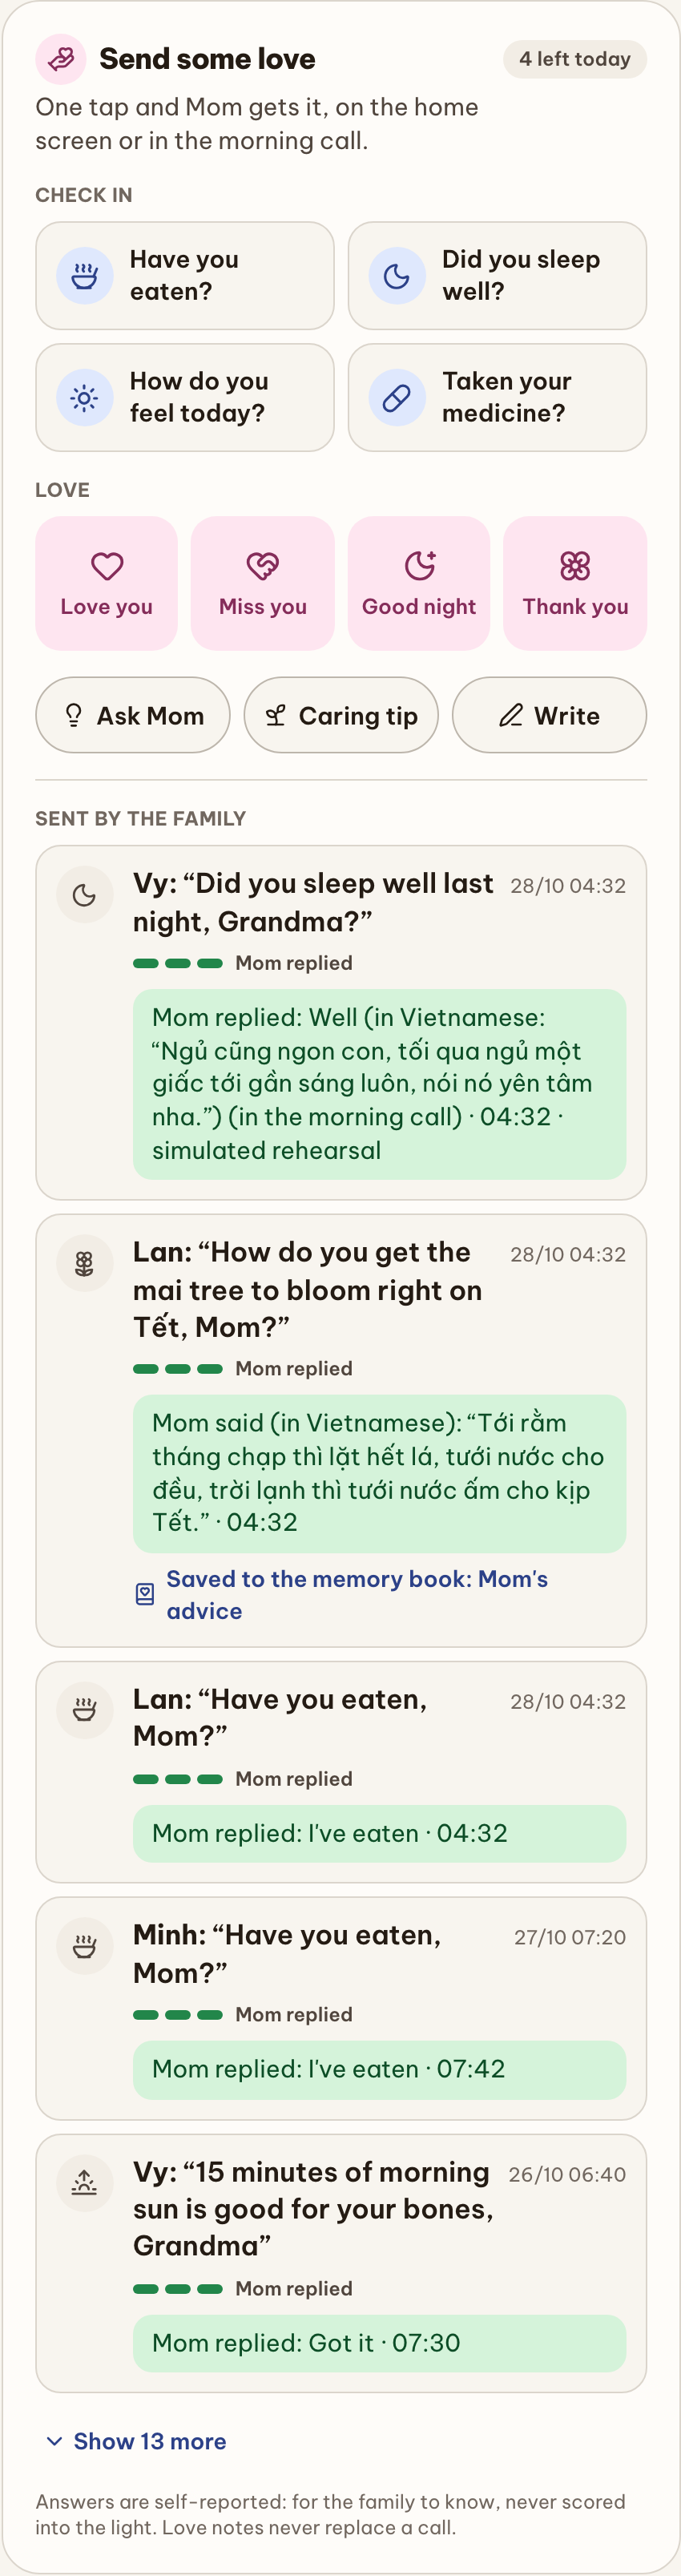 Send some love
4 left today
One tap and Mom gets it, on the home
screen or in the morning call.
CHECK IN
Have you
eaten?
Did you sleep
well?
How do you
feel today?
Taken your
medicine?
LOVE
Love you
Miss you
Good night
Thank you
Ask Mom
Caring tip
Write
SENT BY THE FAMILY
Vy: “Did you sleep well last
night, Grandma?”
28/10 04:32
Mom replied
Mom replied: Well (in Vietnamese:
“Ngủ cũng ngon con, tối qua ngủ một
giấc tới gần sáng luôn, nói nó yên tâm
nha.”) (in the morning call) · 04:32 ·
simulated rehearsal
Lan: “How do you get the
mai tree to bloom right on
Tết, Mom?”
28/10 04:32
Mom replied
Mom said (in Vietnamese): “Tới rằm
tháng chạp thì lặt hết lá, tưới nước cho
đều, trời lạnh thì tưới nước ấm cho kịp
Tết.” · 04:32
Saved to the memory book: Mom's
advice
Lan: “Have you eaten,
Mom?”
28/10 04:32
Mom replied
Mom replied: I've eaten · 04:32
Minh: “Have you eaten,
Mom?”
27/10 07:20
Mom replied
Mom replied: I've eaten · 07:42
Vy: “15 minutes of morning
sun is good for your bones,
Grandma”
26/10 06:40
Mom replied
Mom replied: Got it · 07:30
Show 13 more
Answers are self-reported: for the family to know, never scored
into the light. Love notes never replace a call.